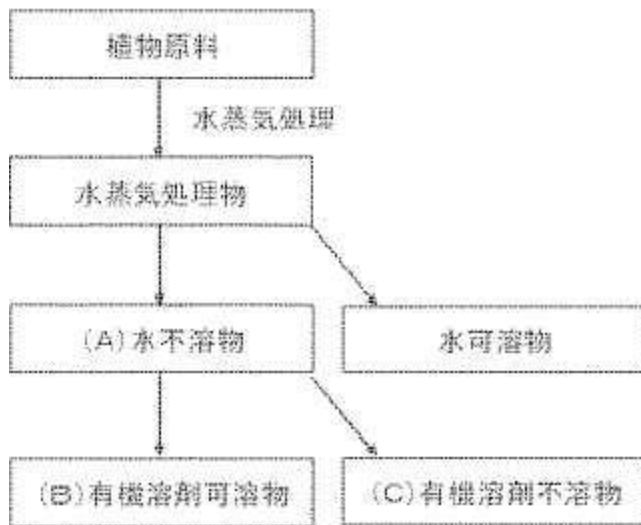 植物原料
水蒸気処理
水蒸気処理物
(A)水不溶物
水可溶物
(B)有機溶剤可溶物
(C)有機溶剤不溶物